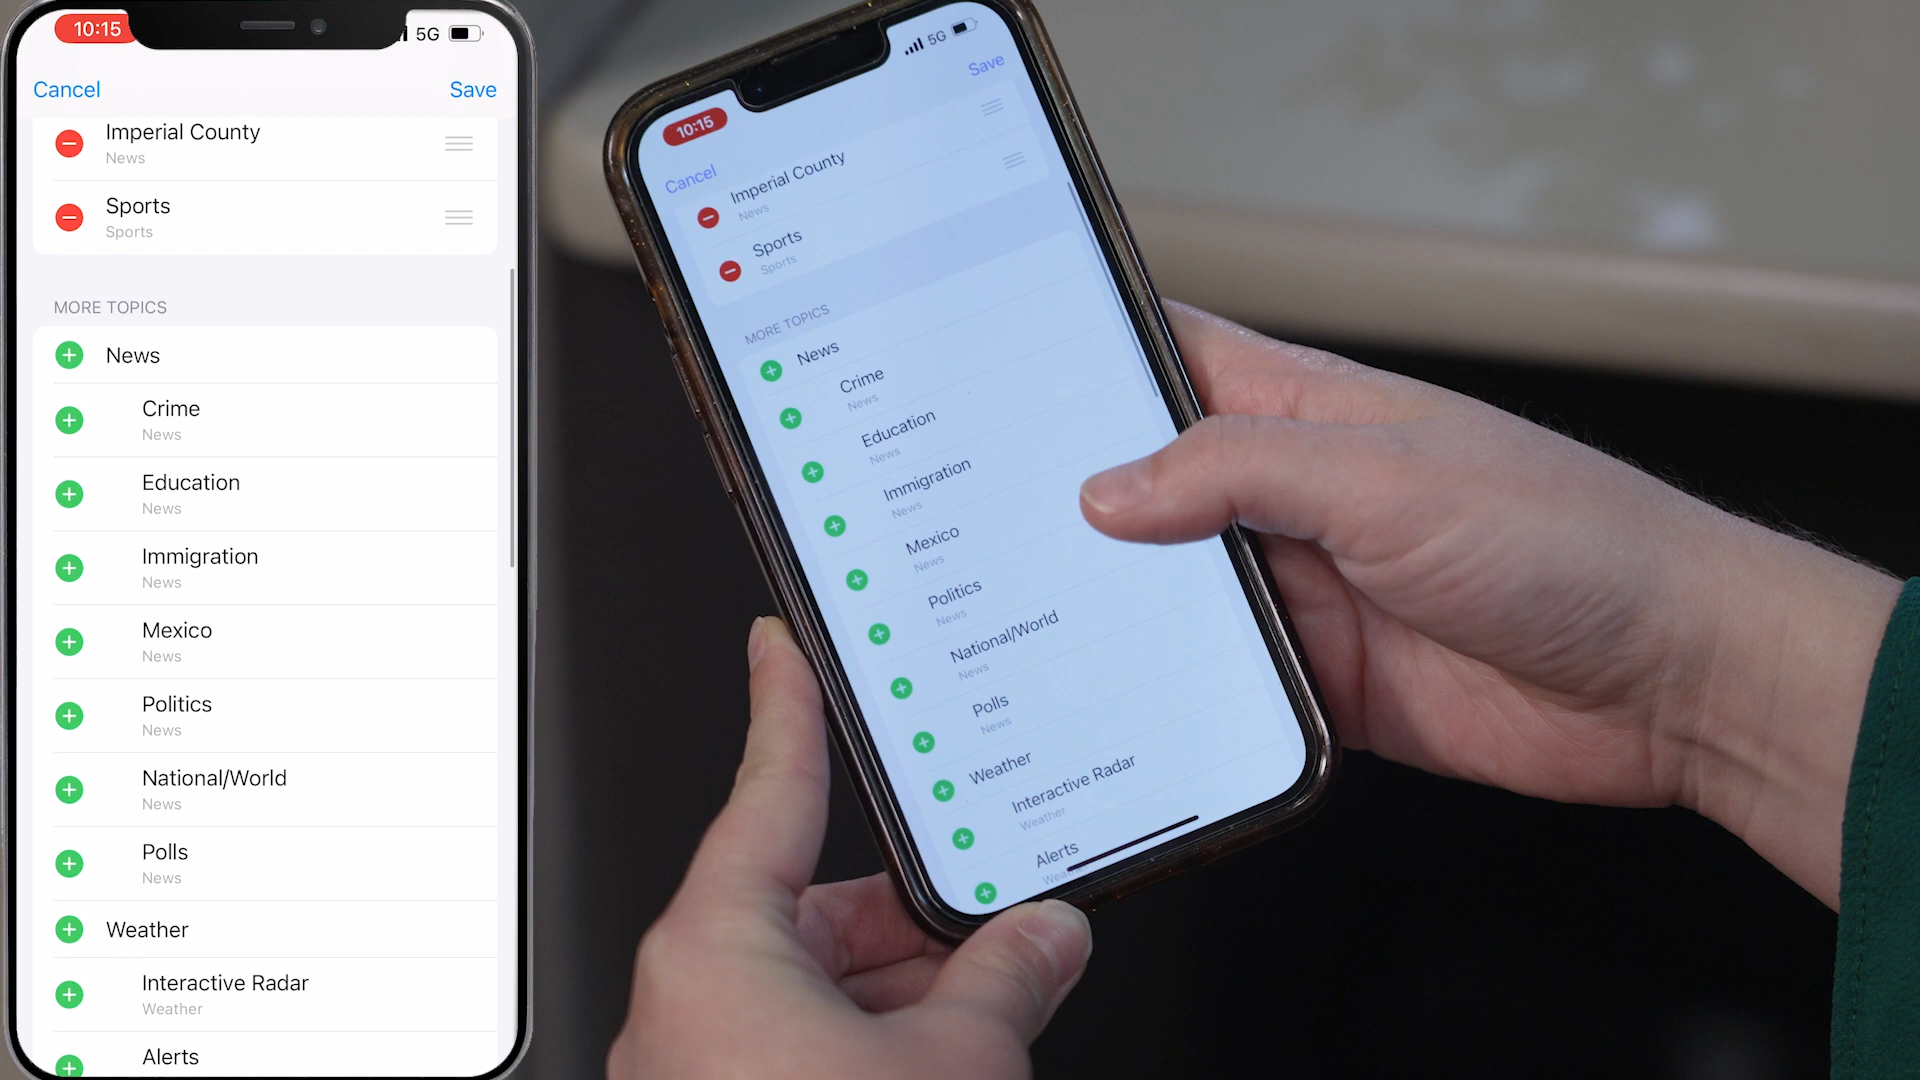 10:15
5G
Cancel
Save
Imperial County
News
Sports
Sports
MORE TOPICS
News
Crime
News
Education
News
Immigration
News
Mexico
News
Politics
News
National/World
News
Polls
News
Weather
Interactive Radar
Weather
Alerts
10:15
5G
Cancel
Save
Imperial County
News
Sports
Sports
MORE TOPICS
News
Crime
News
Education
News
Immigration
News
Mexico
News
Politics
News
National/World
News
Polls
News
Weather
Interactive Radar
Weather
Alerts